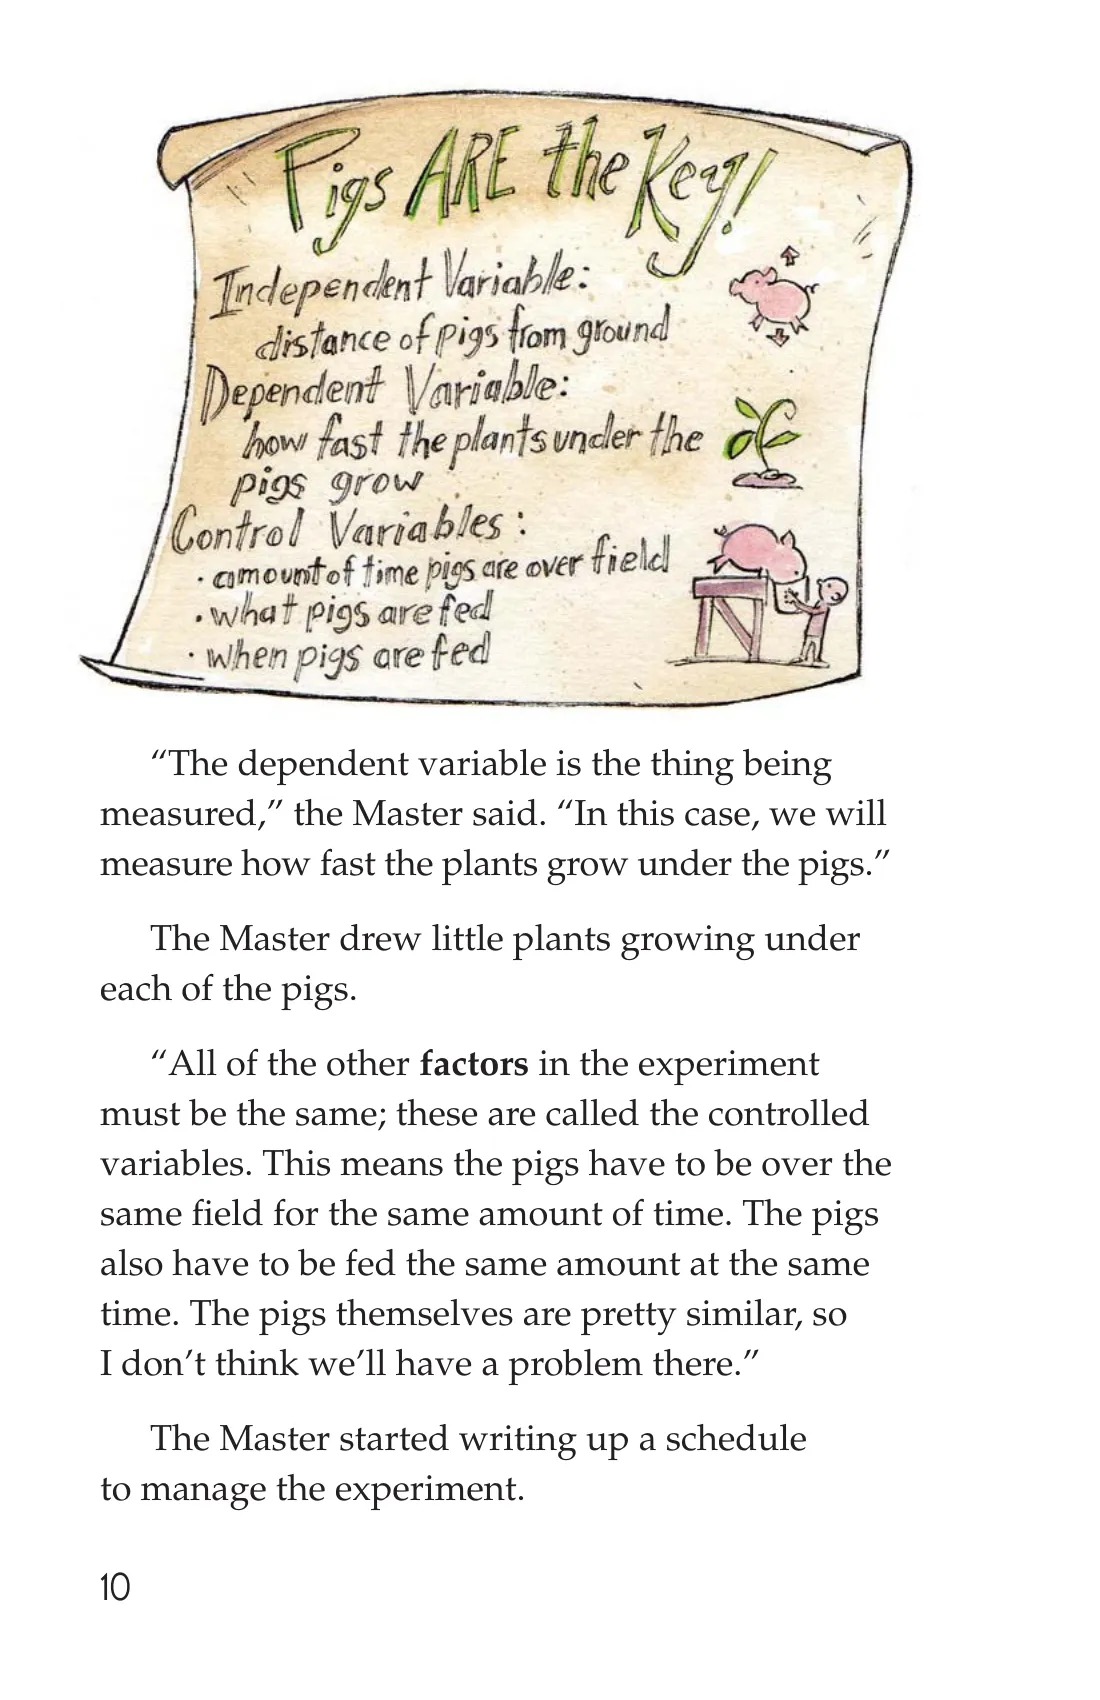 Pigs ARE the Key!
Independent Variable:
distance of pigs from ground
Dependent Variable:
how fast the plants under the
pigs grow
Control Variables:
· amount of time pigs are over field
· what pigs are fed
· when pigs are fed
“The dependent variable is the thing being
measured,” the Master said. “In this case, we will
measure how fast the plants grow under the pigs.”
The Master drew little plants growing under
each of the pigs.
“All of the other factors in the experiment
must be the same; these are called the controlled
variables. This means the pigs have to be over the
same field for the same amount of time. The pigs
also have to be fed the same amount at the same
time. The pigs themselves are pretty similar, so
I don’t think we’ll have a problem there.”
The Master started writing up a schedule
to manage the experiment.
10